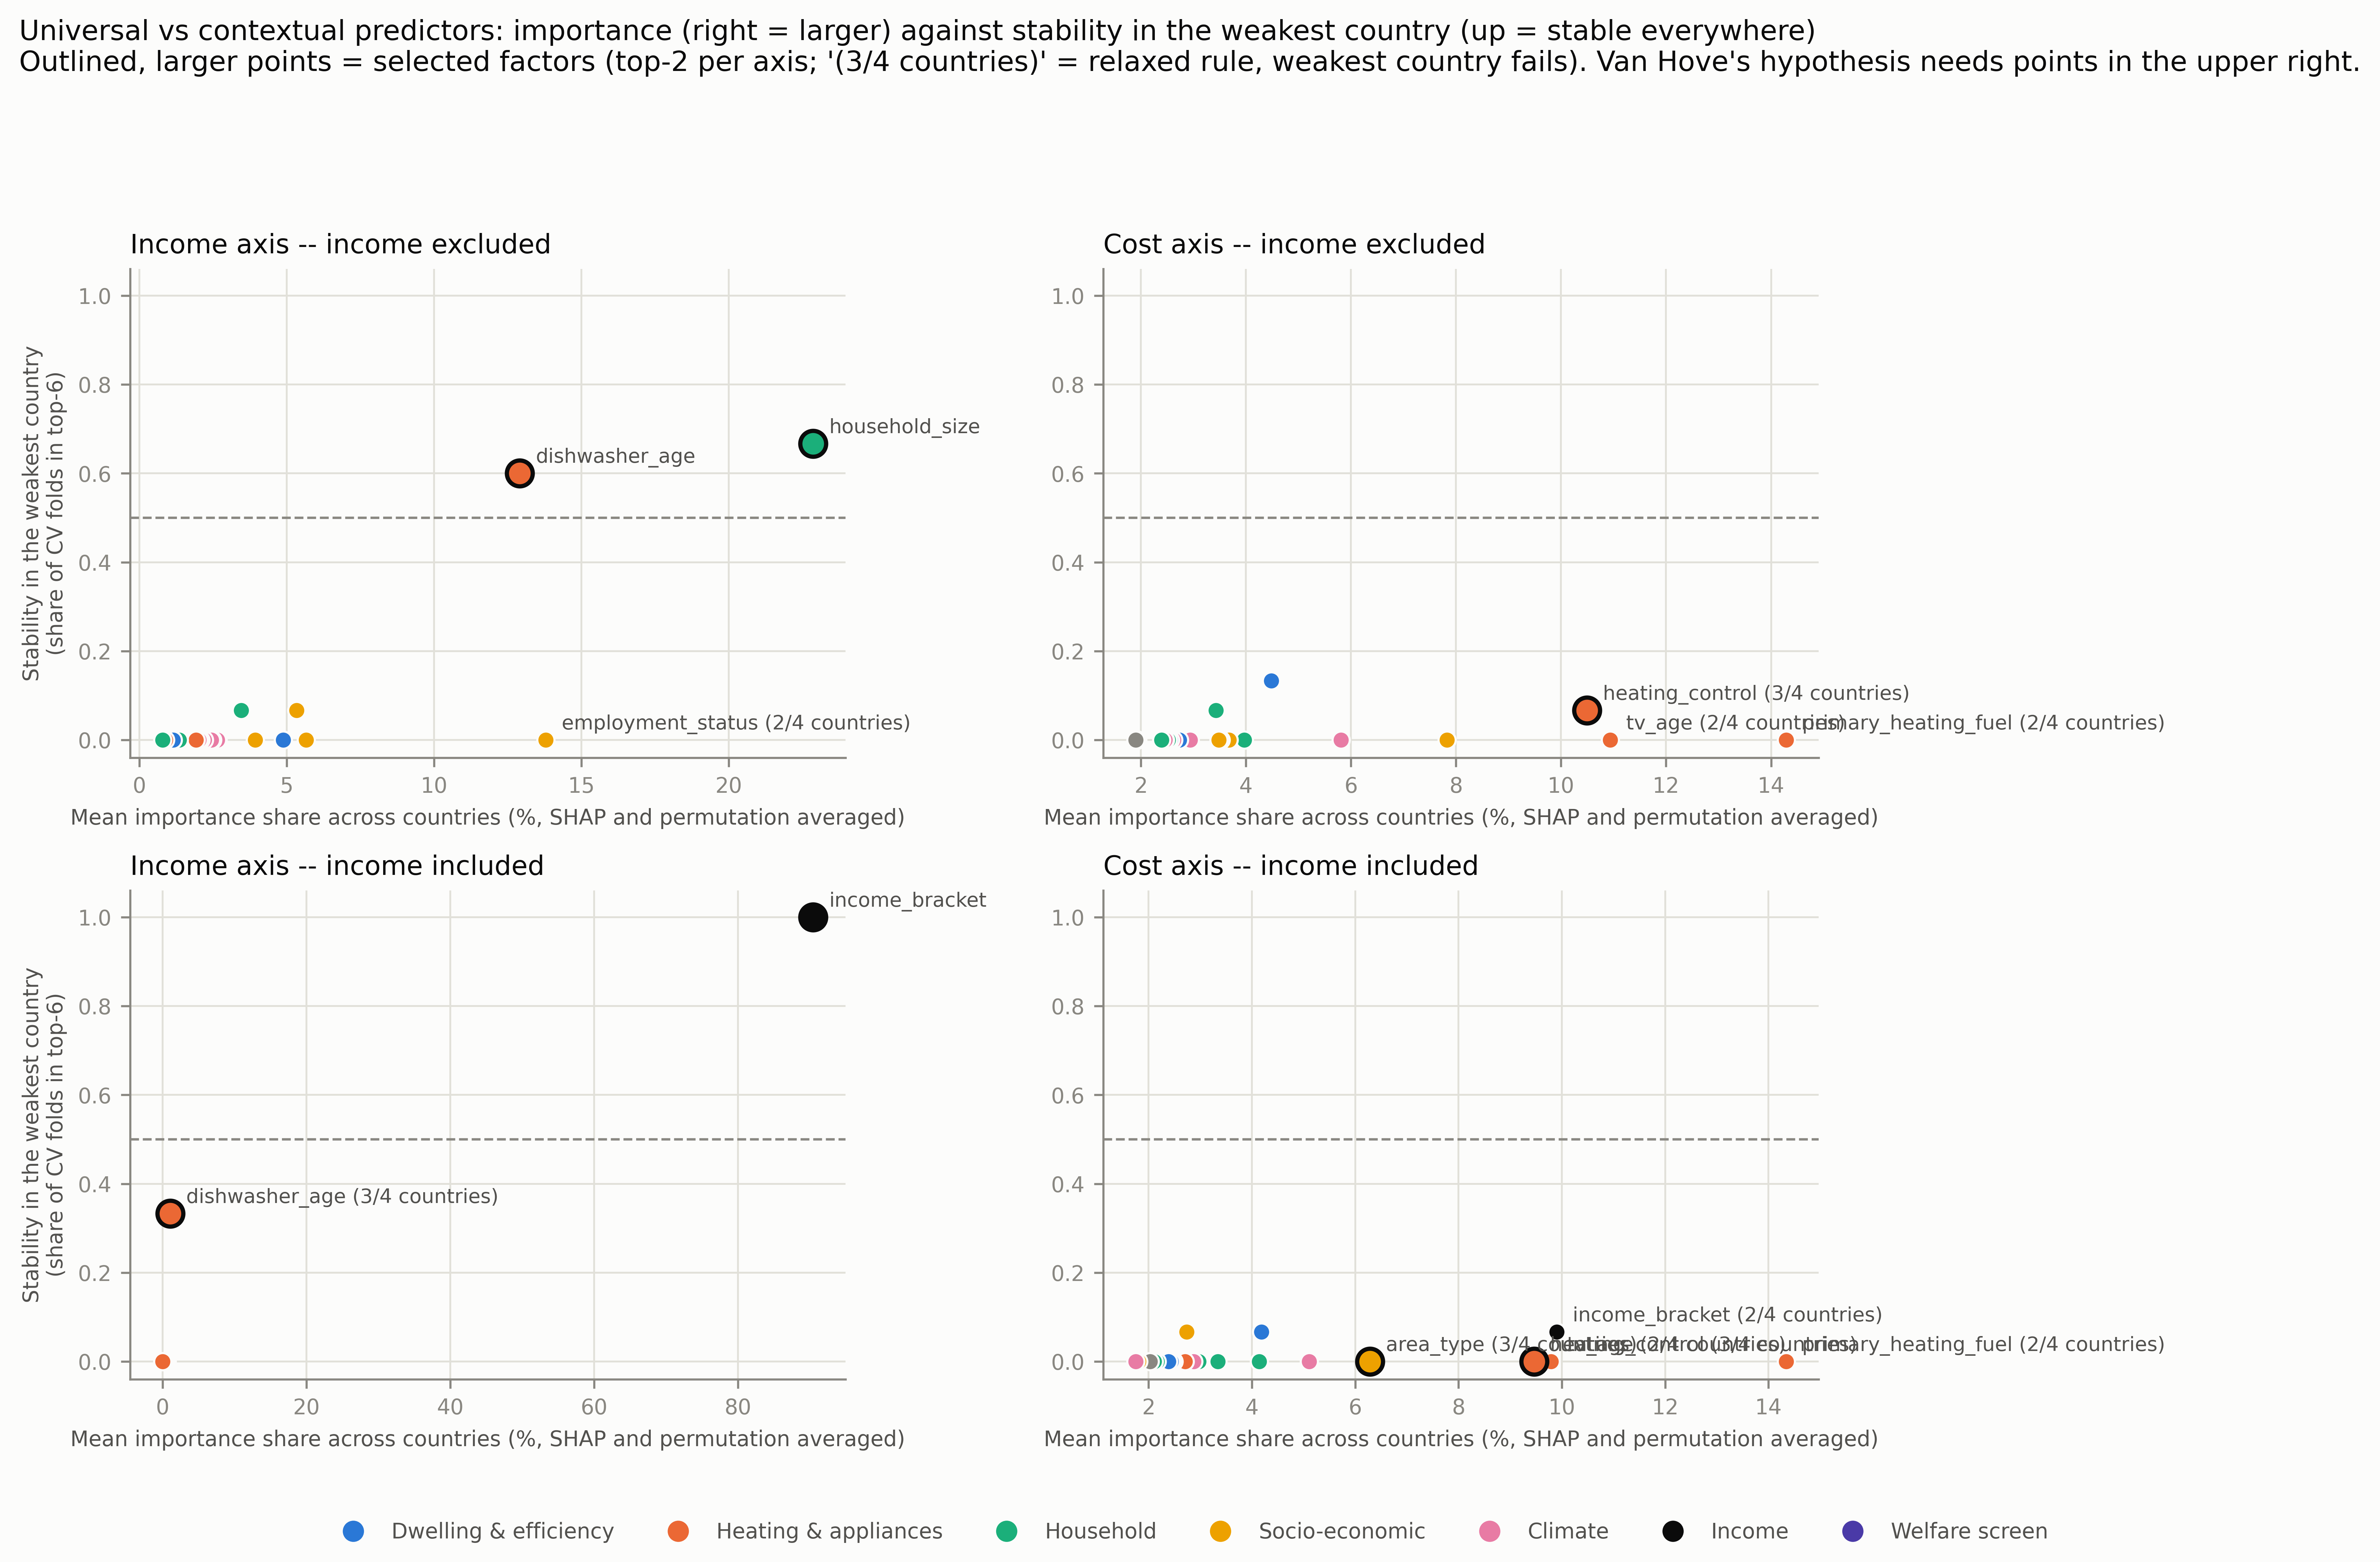 Universal vs contextual predictors: importance (right = larger) against stability in the weakest country (up = stable everywhere)
Outlined, larger points = selected factors (top-2 per axis; '(3/4 countries)' = relaxed rule, weakest country fails). Van Hove's hypothesis needs points in the upper right.
Income axis -- income excluded
Stability in the weakest country
(share of CV folds in top-6)
1.0
0.8
0.6
0.4
0.2
0.0
household_size
dishwasher_age
employment_status (2/4 countries)
0
5
10
15
20
Mean importance share across countries (%, SHAP and permutation averaged)
Cost axis -- income excluded
1.0
0.8
0.6
0.4
0.2
0.0
heating_control (3/4 countries)
tv_age (2/4 countries)
primary_heating_fuel (2/4 countries)
2
4
6
8
10
12
14
Mean importance share across countries (%, SHAP and permutation averaged)
Income axis -- income included
Stability in the weakest country
(share of CV folds in top-6)
1.0
0.8
0.6
0.4
0.2
0.0
income_bracket
dishwasher_age (3/4 countries)
0
20
40
60
80
Mean importance share across countries (%, SHAP and permutation averaged)
Cost axis -- income included
1.0
0.8
0.6
0.4
0.2
0.0
income_bracket (2/4 countries)
area_type (3/4 countries)
heating_control (3/4 countries)
primary_heating_fuel (2/4 countries)
2
4
6
8
10
12
14
Mean importance share across countries (%, SHAP and permutation averaged)
Dwelling & efficiency
Heating & appliances
Household
Socio-economic
Climate
Income
Welfare screen